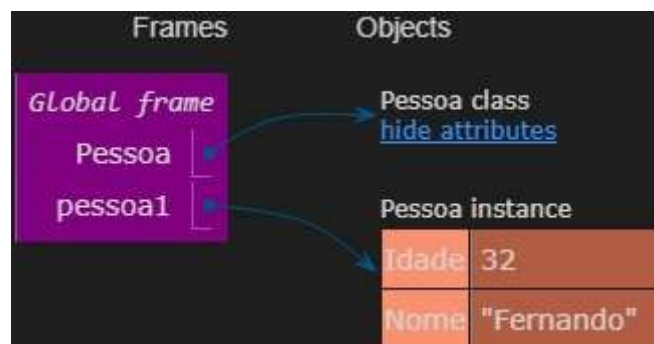 Frames Objects
Global frame
Pessoa
pessoa1
Pessoa class
hide attributes
Pessoa instance
Idade 32
Nome "Fernando"